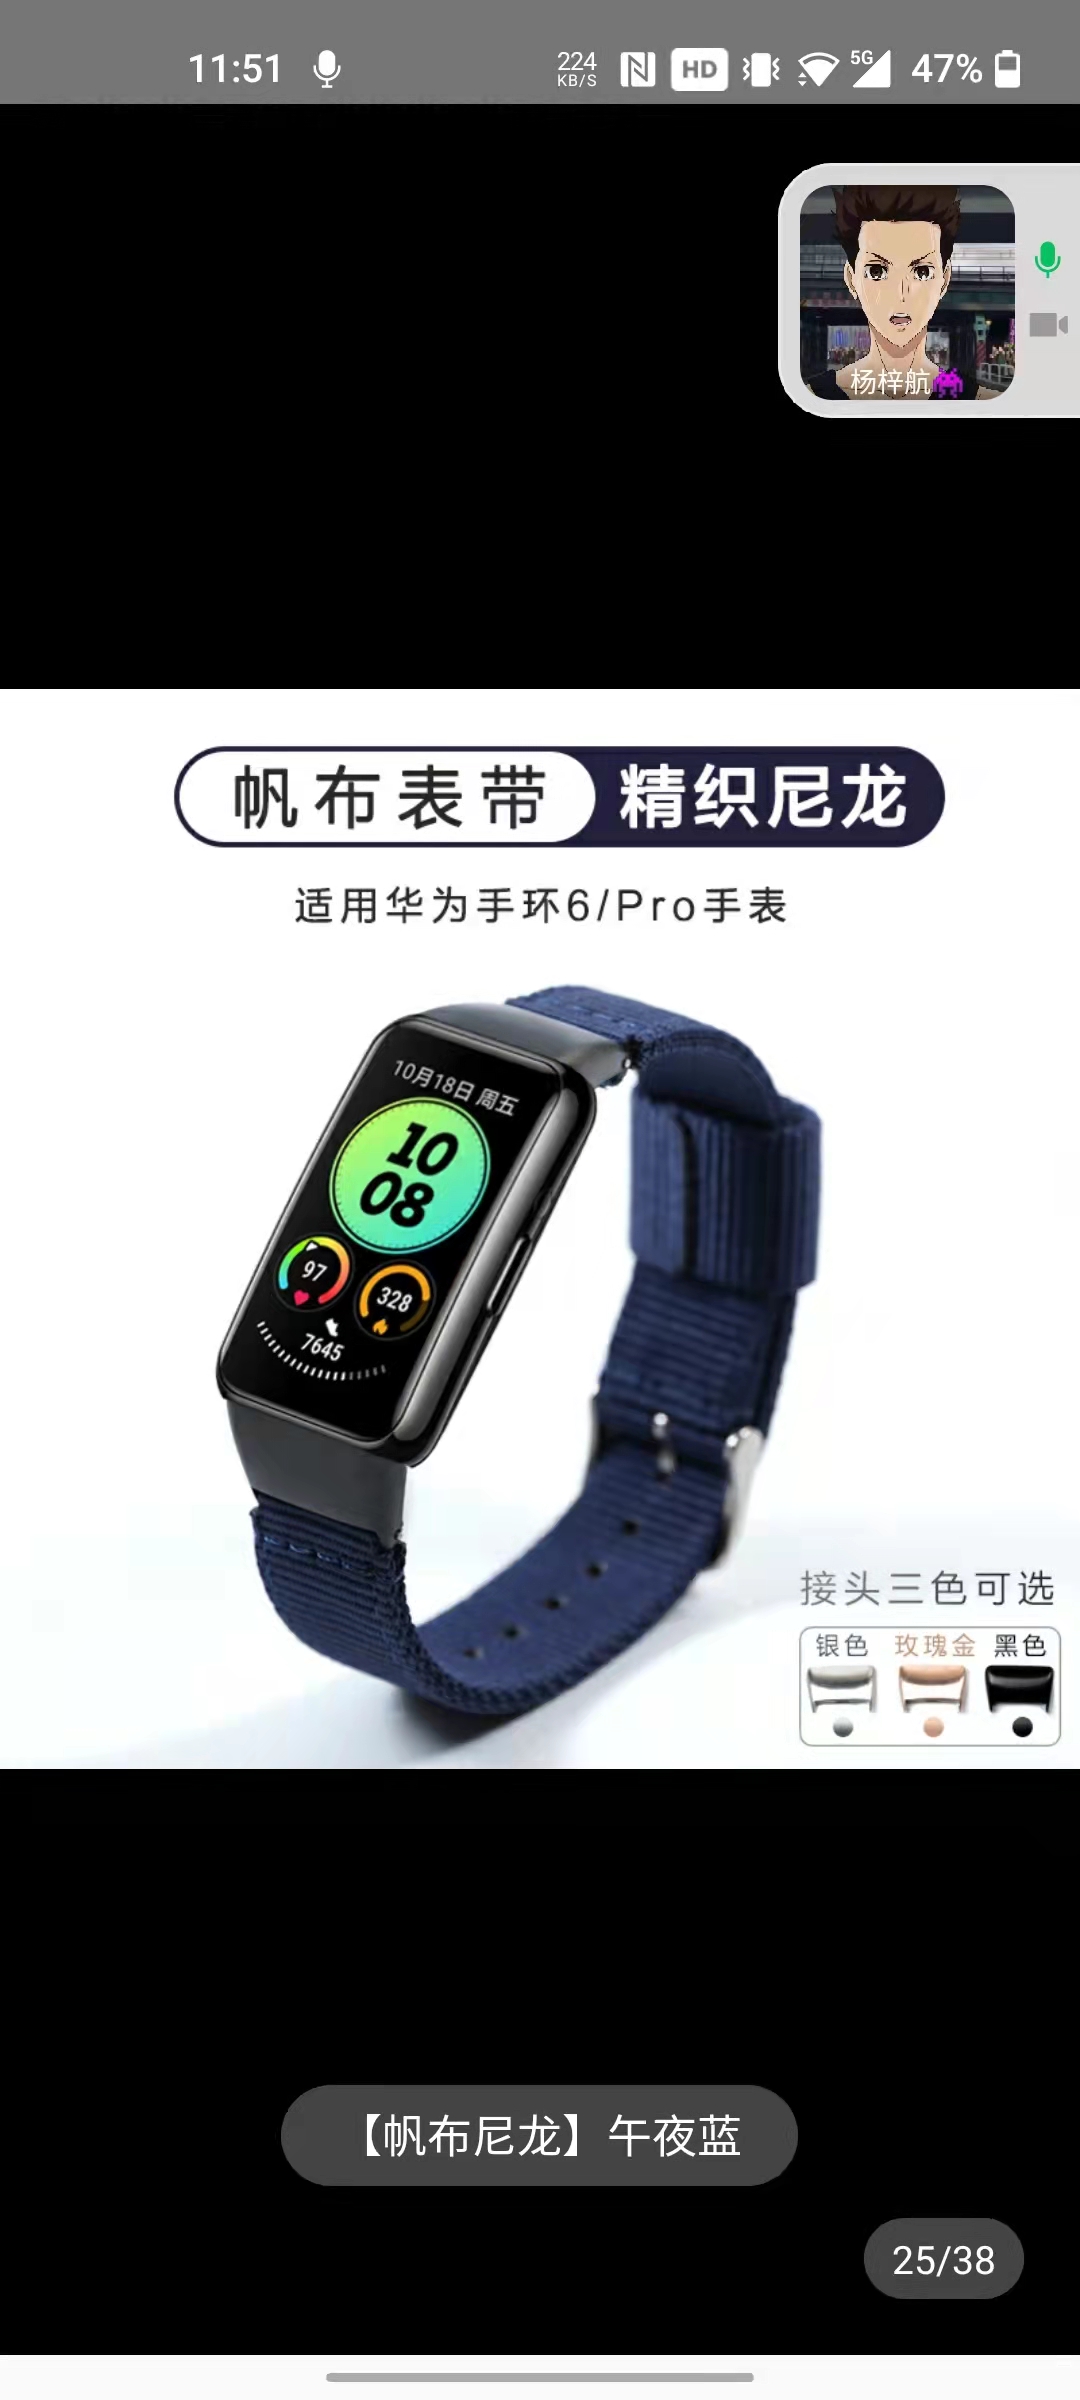 11:51
224
KB/S
HD
5G
47%
杨梓航
帆布表带 精织尼龙
适用华为手环6/Pro手表
10月18日 周五
10
08
97
328
7645
接头三色可选
银色 玫瑰金 黑色
【帆布尼龙】午夜蓝
25/38